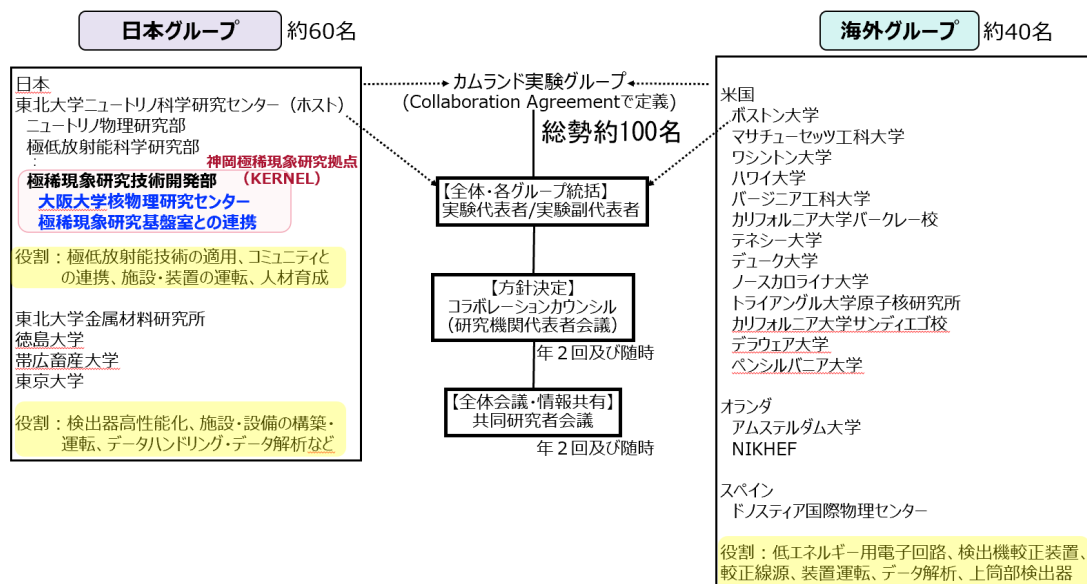 日本グループ 約60名
日本
東北大学ニュートリノ科学研究センター（ホスト）
ニュートリノ物理研究部
極低放射能科学研究部
：
神岡極稀現象研究拠点
（KERNEL）
極稀現象研究技術開発部
大阪大学核物理研究センター
極稀現象研究基盤室との連携
役割：極低放射能技術の適用、コミュニティと
の連携、施設・装置の運転、人材育成
東北大学金属材料研究所
徳島大学
帯広畜産大学
東京大学
役割：検出器高性能化、施設・設備の構築・
運転、データハンドリング・データ解析など
カムランド実験グループ
(Collaboration Agreementで定義)
総勢約100名
【全体・各グループ統括】
実験代表者/実験副代表者
【方針決定】
コラボレーションカウンシル
（研究機関代表者会議）
年２回及び随時
【全体会議・情報共有】
共同研究者会議
年２回及び随時
海外グループ 約40名
米国
ボストン大学
マサチューセッツ工科大学
ワシントン大学
ハワイ大学
バージニア工科大学
カリフォルニア大学バークレー校
テネシー大学
デューク大学
ノースカロライナ大学
トライアングル大学原子核研究所
カリフォルニア大学サンディエゴ校
デラウェア大学
ペンシルバニア大学
オランダ
アムステルダム大学
NIKHEF
スペイン
ドノスティア国際物理センター
役割：低エネルギー用電子回路、検出機較正装置、
較正線源、装置運転、データ解析、上筒部検出器